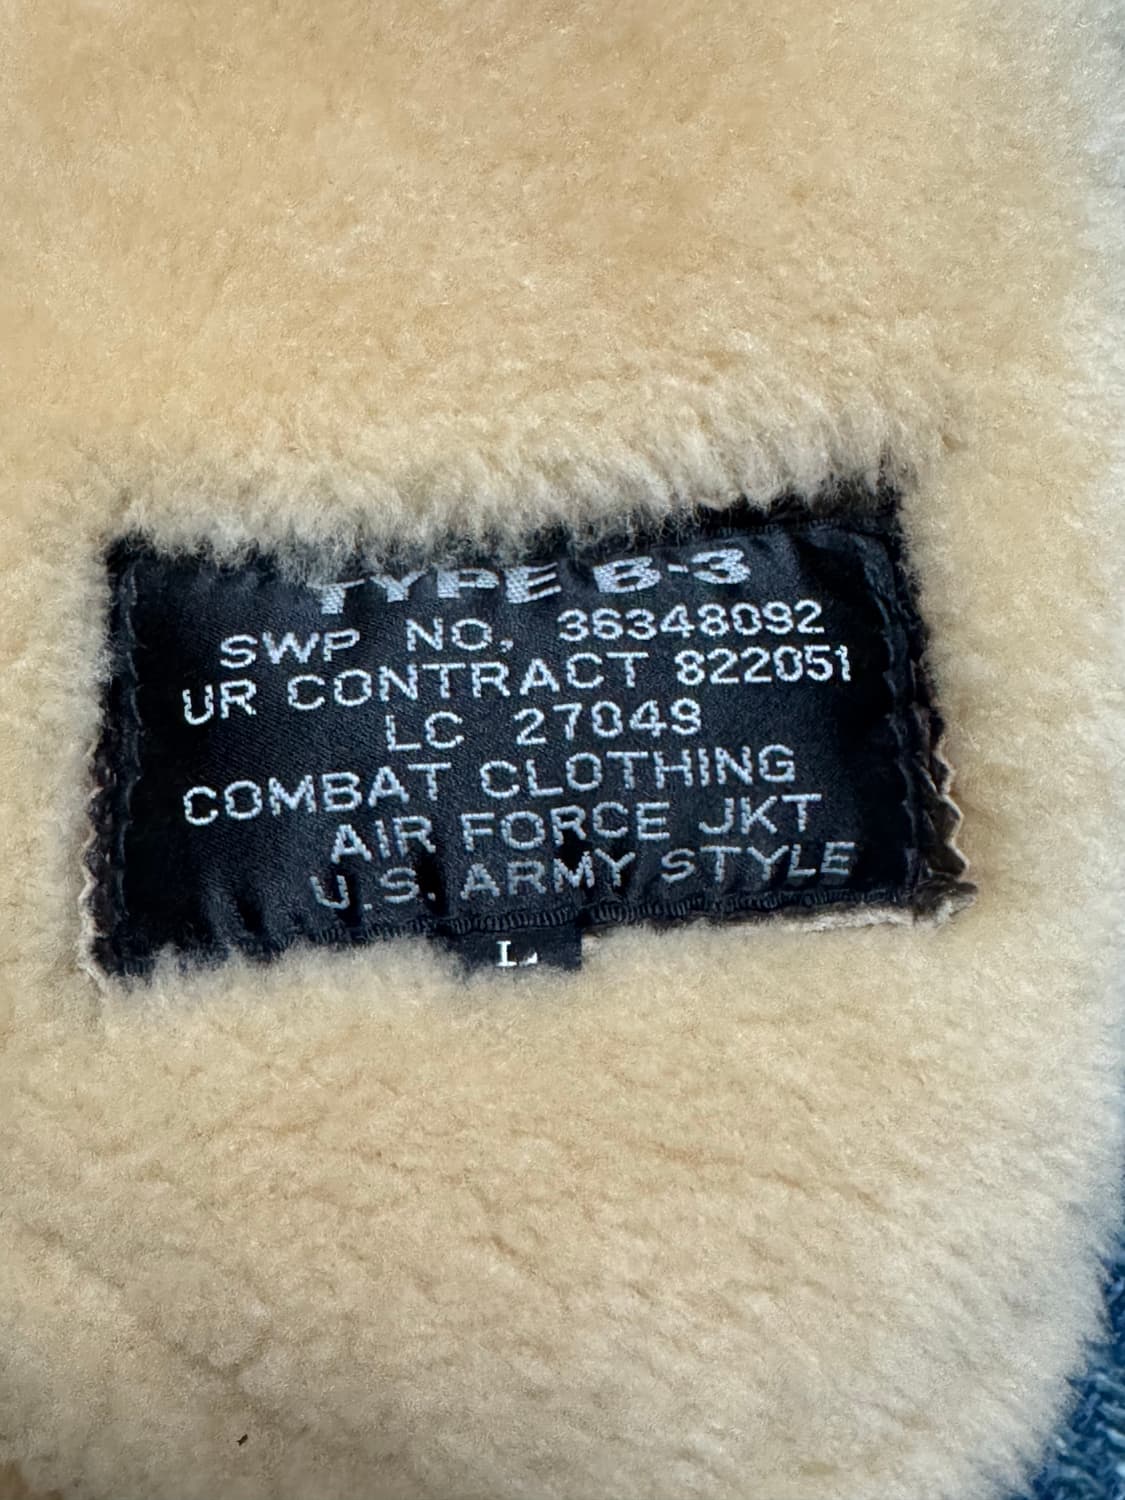 TYPE B-3
SWP NO, 36348092
UR CONTRACT 822051
LC 27049
COMBAT CLOTHING
AIR FORCE JKT
U.S. ARMY STYLE
L